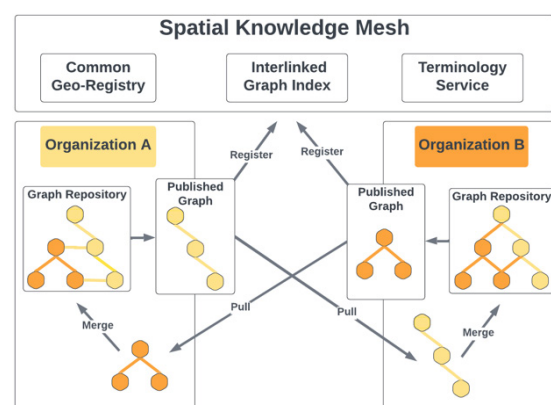 Spatial Knowledge Mesh
Common
Geo-Registry
Interlinked
Graph Index
Terminology
Service
Organization A
Organization B
Register
Register
Graph Repository
Published
Graph
Published
Graph
Graph Repository
Pull
Pull
Merge
Merge